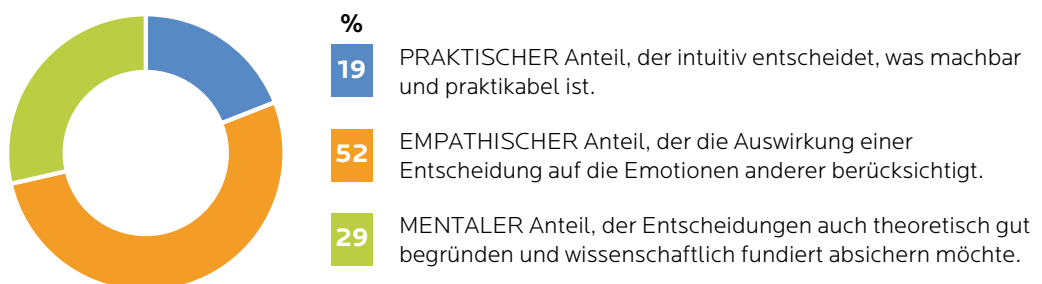 %
19 PRAKTISCHER Anteil, der intuitiv entscheidet, was machbar
und praktikabel ist.
52 EMPATHISCHER Anteil, der die Auswirkung einer
Entscheidung auf die Emotionen anderer berücksichtigt.
29 MENTALER Anteil, der Entscheidungen auch theoretisch gut
begründen und wissenschaftlich fundiert absichern möchte.